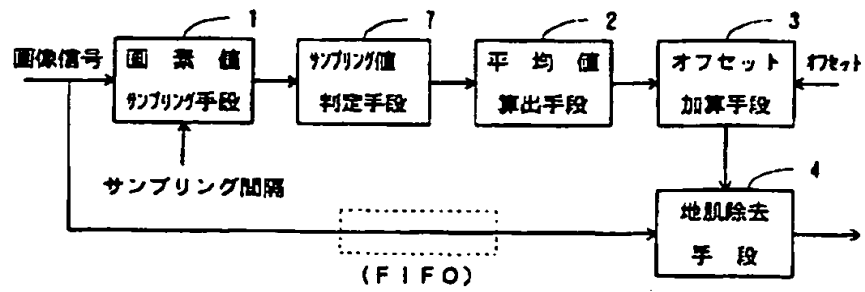 1
7
2
3
画像信号
画素値
サンプリング手段
サンプリング値
判定手段
平均値
算出手段
オフセット
加算手段
オフセット
サンプリング間隔
4
地肌除去
手段
(FIFO)